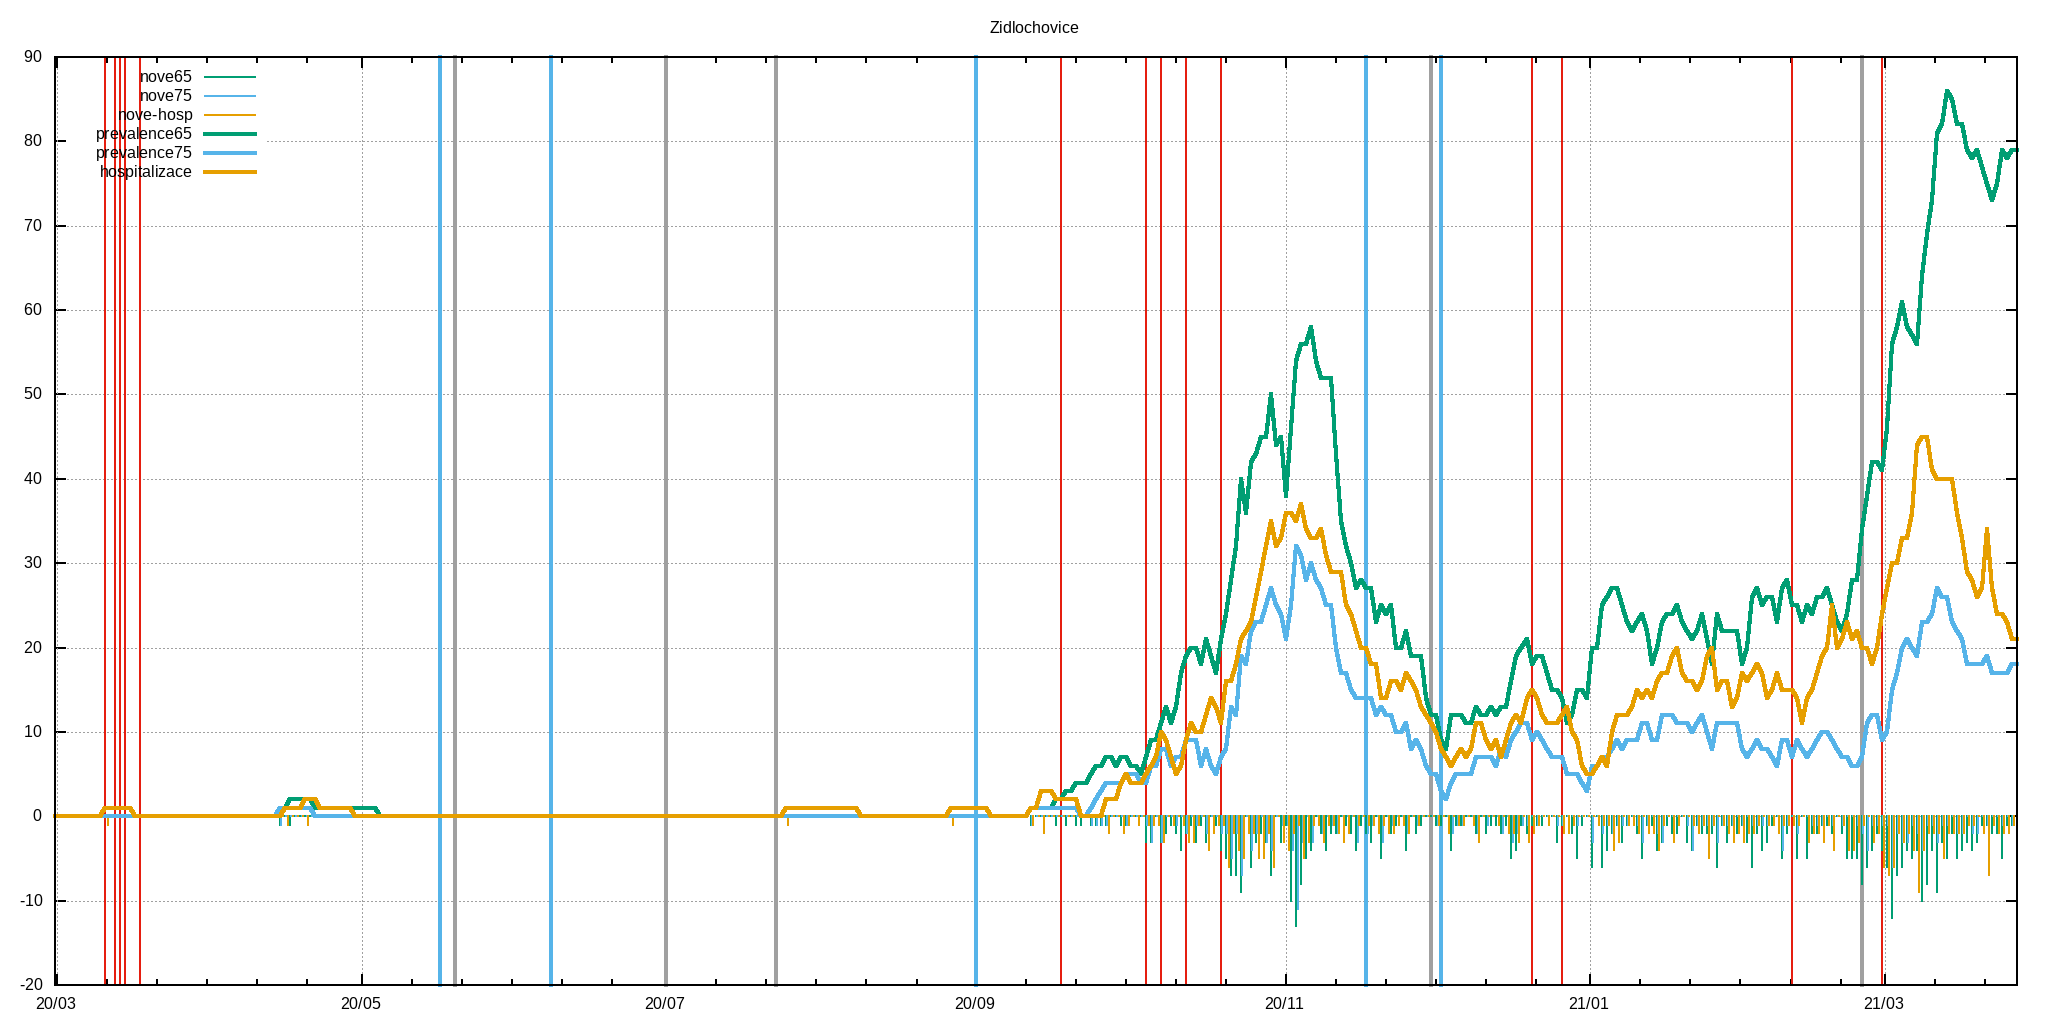 Zidlochovice
90
nove65
nove75
nove-hosp
prevalence65
prevalence75
hospitalizace
80
70
60
50
40
30
20
10
0
-10
-20
20/03 20/05 20/07 20/09 20/11 21/01 21/03